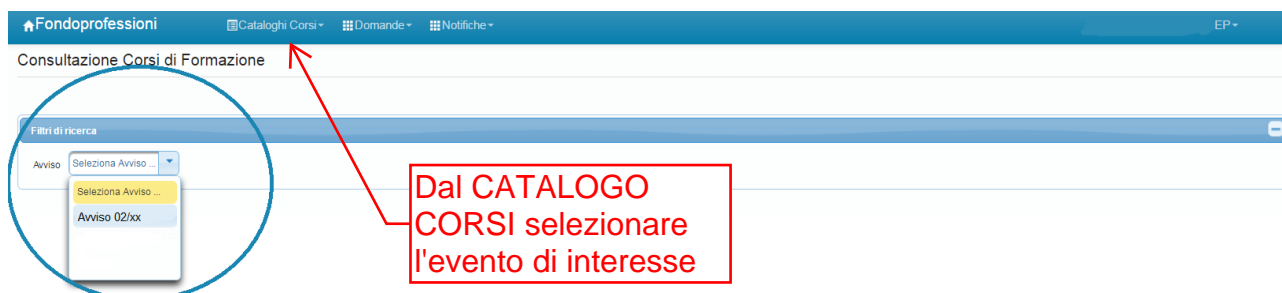 Fondoprofessioni Cataloghi Corsi Domande Notifiche EP
Consultazione Corsi di Formazione
Filtri di ricerca
Avviso Seleziona Avviso ...
Seleziona Avviso ...
Avviso 02/xx
Dal CATALOGO
CORSI selezionare
l'evento di interesse